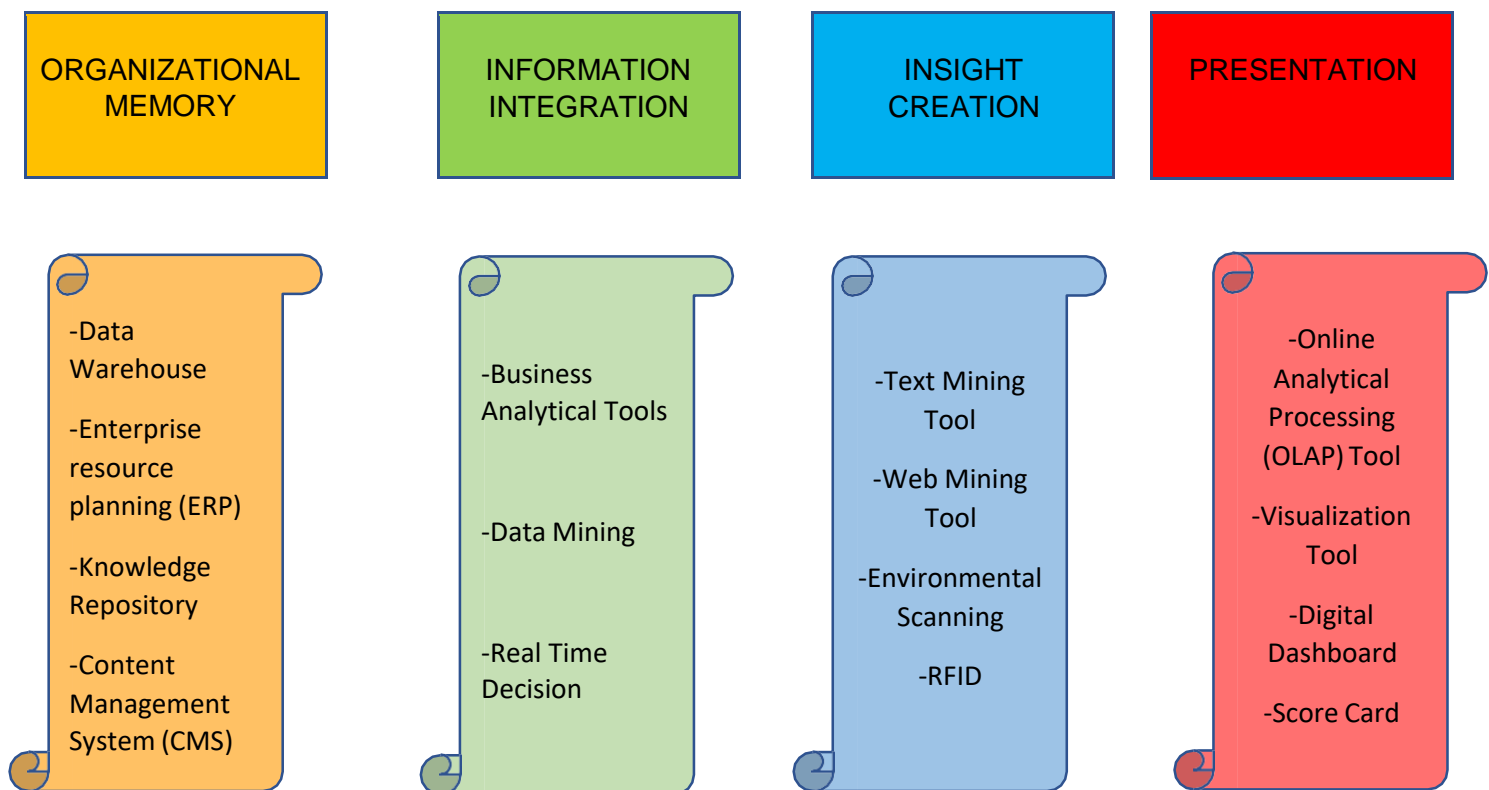 ORGANIZATIONAL
MEMORY
INFORMATION
INTEGRATION
INSIGHT
CREATION
PRESENTATION
-Data
Warehouse
-Enterprise
resource
planning (ERP)
-Knowledge
Repository
-Content
Management
System (CMS)
-Business
Analytical Tools
-Data Mining
-Real Time
Decision
-Text Mining
Tool
-Web Mining
Tool
-Environmental
Scanning
-RFID
-Online
Analytical
Processing
(OLAP) Tool
-Visualization
Tool
-Digital
Dashboard
-Score Card